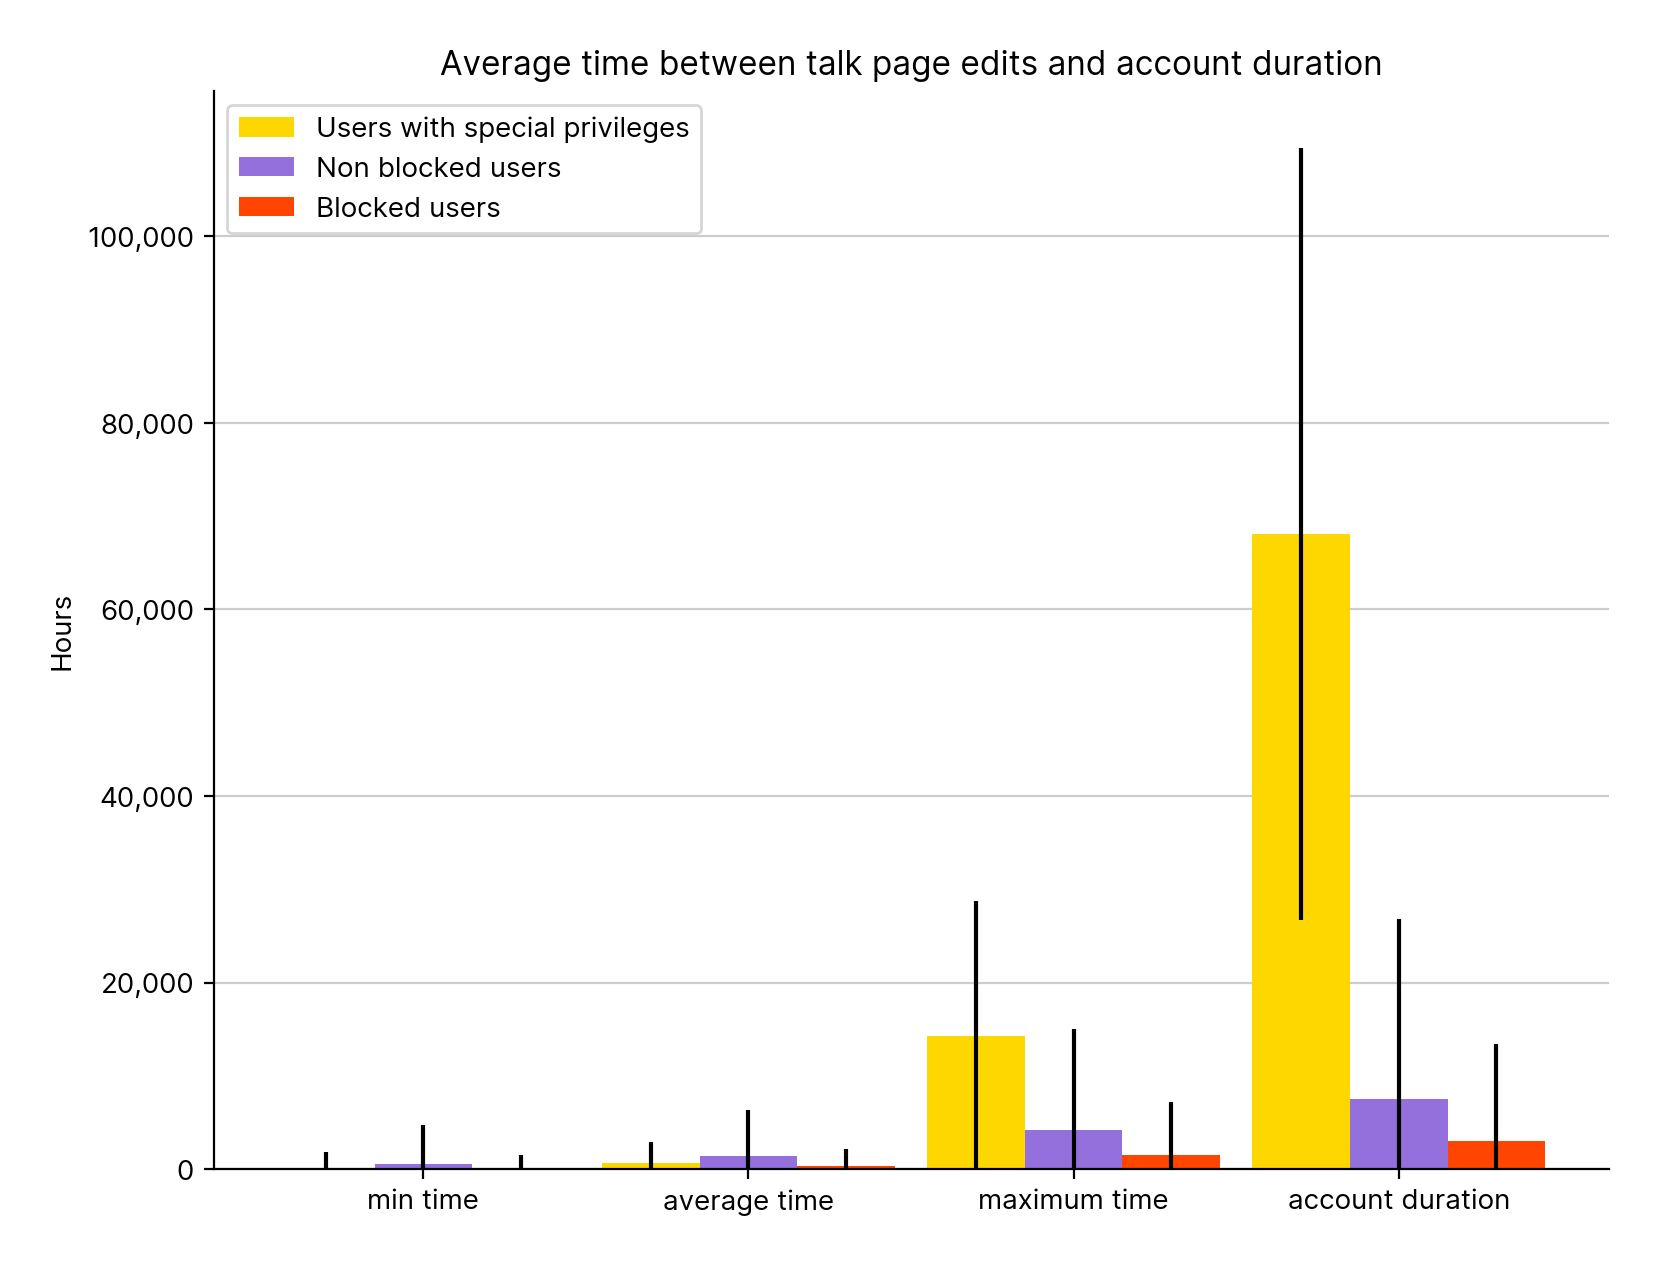 Average time between talk page edits and account duration
Users with special privileges
Non blocked users
Blocked users
100,000
80,000
60,000
40,000
20,000
0
Hours
min time
average time
maximum time
account duration